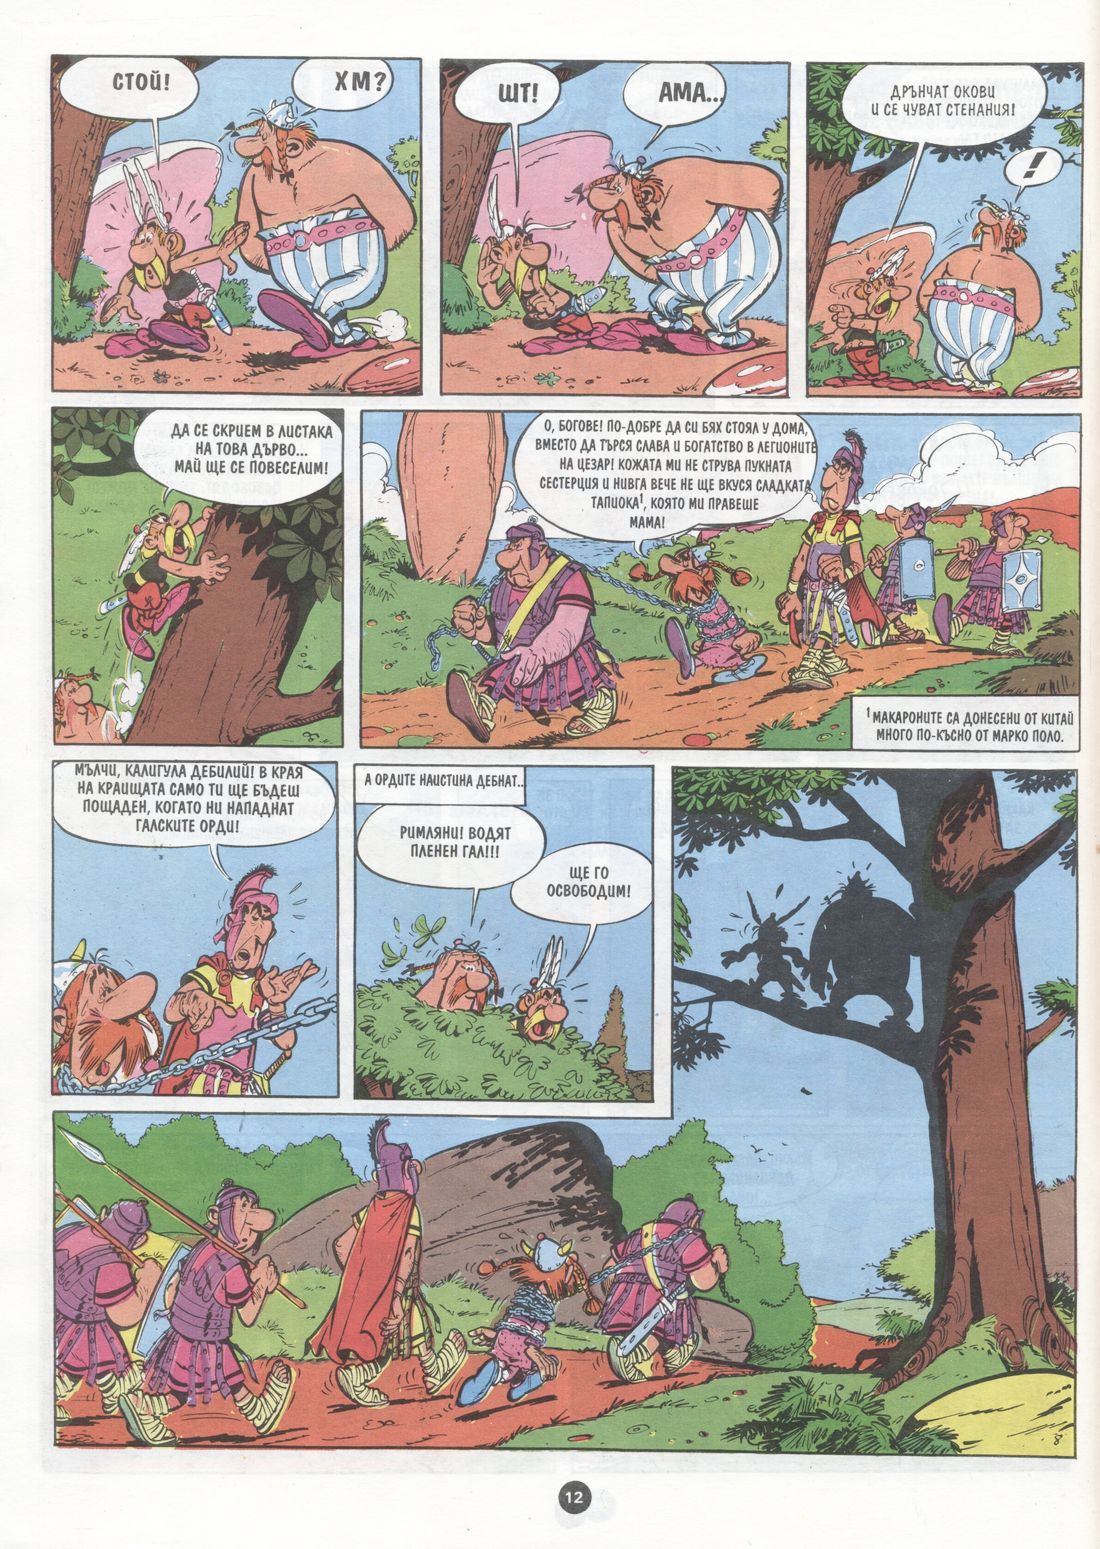 СТОЙ!
ХМ?
ШТ!
АМА...
ДРЪНЧАТ ОКОВИ
И СЕ ЧУВАТ СТЕНАНИЯ!
!
ДА СЕ СКРИЕМ В ЛИСТАКА
НА ТОВА ДЪРВО...
МАЙ ЩЕ СЕ ПОВЕСЕЛИМ!
О, БОГОВЕ! ПО-ДОБРЕ ДА СИ БЯХ СТОЯЛ У ДОМА,
ВМЕСТО ДА ТЪРСЯ СЛАВА И БОГАТСТВО В ЛЕГИОНИТЕ
НА ЦЕЗАР! КОЖАТА МИ НЕ СТРУВА ПУКНАТА
СЕСТЕРЦИЯ И НИВГА ВЕЧЕ НЕ ЩЕ ВКУСЯ СЛАДКАТА
ТАПИОКА¹, КОЯТО МИ ПРАВЕШЕ
МАМА!
¹ МАКАРОНИТЕ СА ДОНЕСЕНИ ОТ КИТАЙ
МНОГО ПО-КЪСНО ОТ МАРКО ПОЛО.
МЪЛЧИ, КАЛИГУЛА ДЕБИЛИЙ! В КРАЯ
НА КРАИЩАТА САМО ТИ ЩЕ БЪДЕШ
ПОЩАДЕН, КОГАТО НИ НАПАДНАТ
ГАЛСКИТЕ ОРДИ!
А ОРДИТЕ НАИСТИНА ДЕБНАТ...
РИМЛЯНИ! ВОДЯТ
ПЛЕНЕН ГАЛ!!!
ЩЕ ГО
ОСВОБОДИМ!
8
12